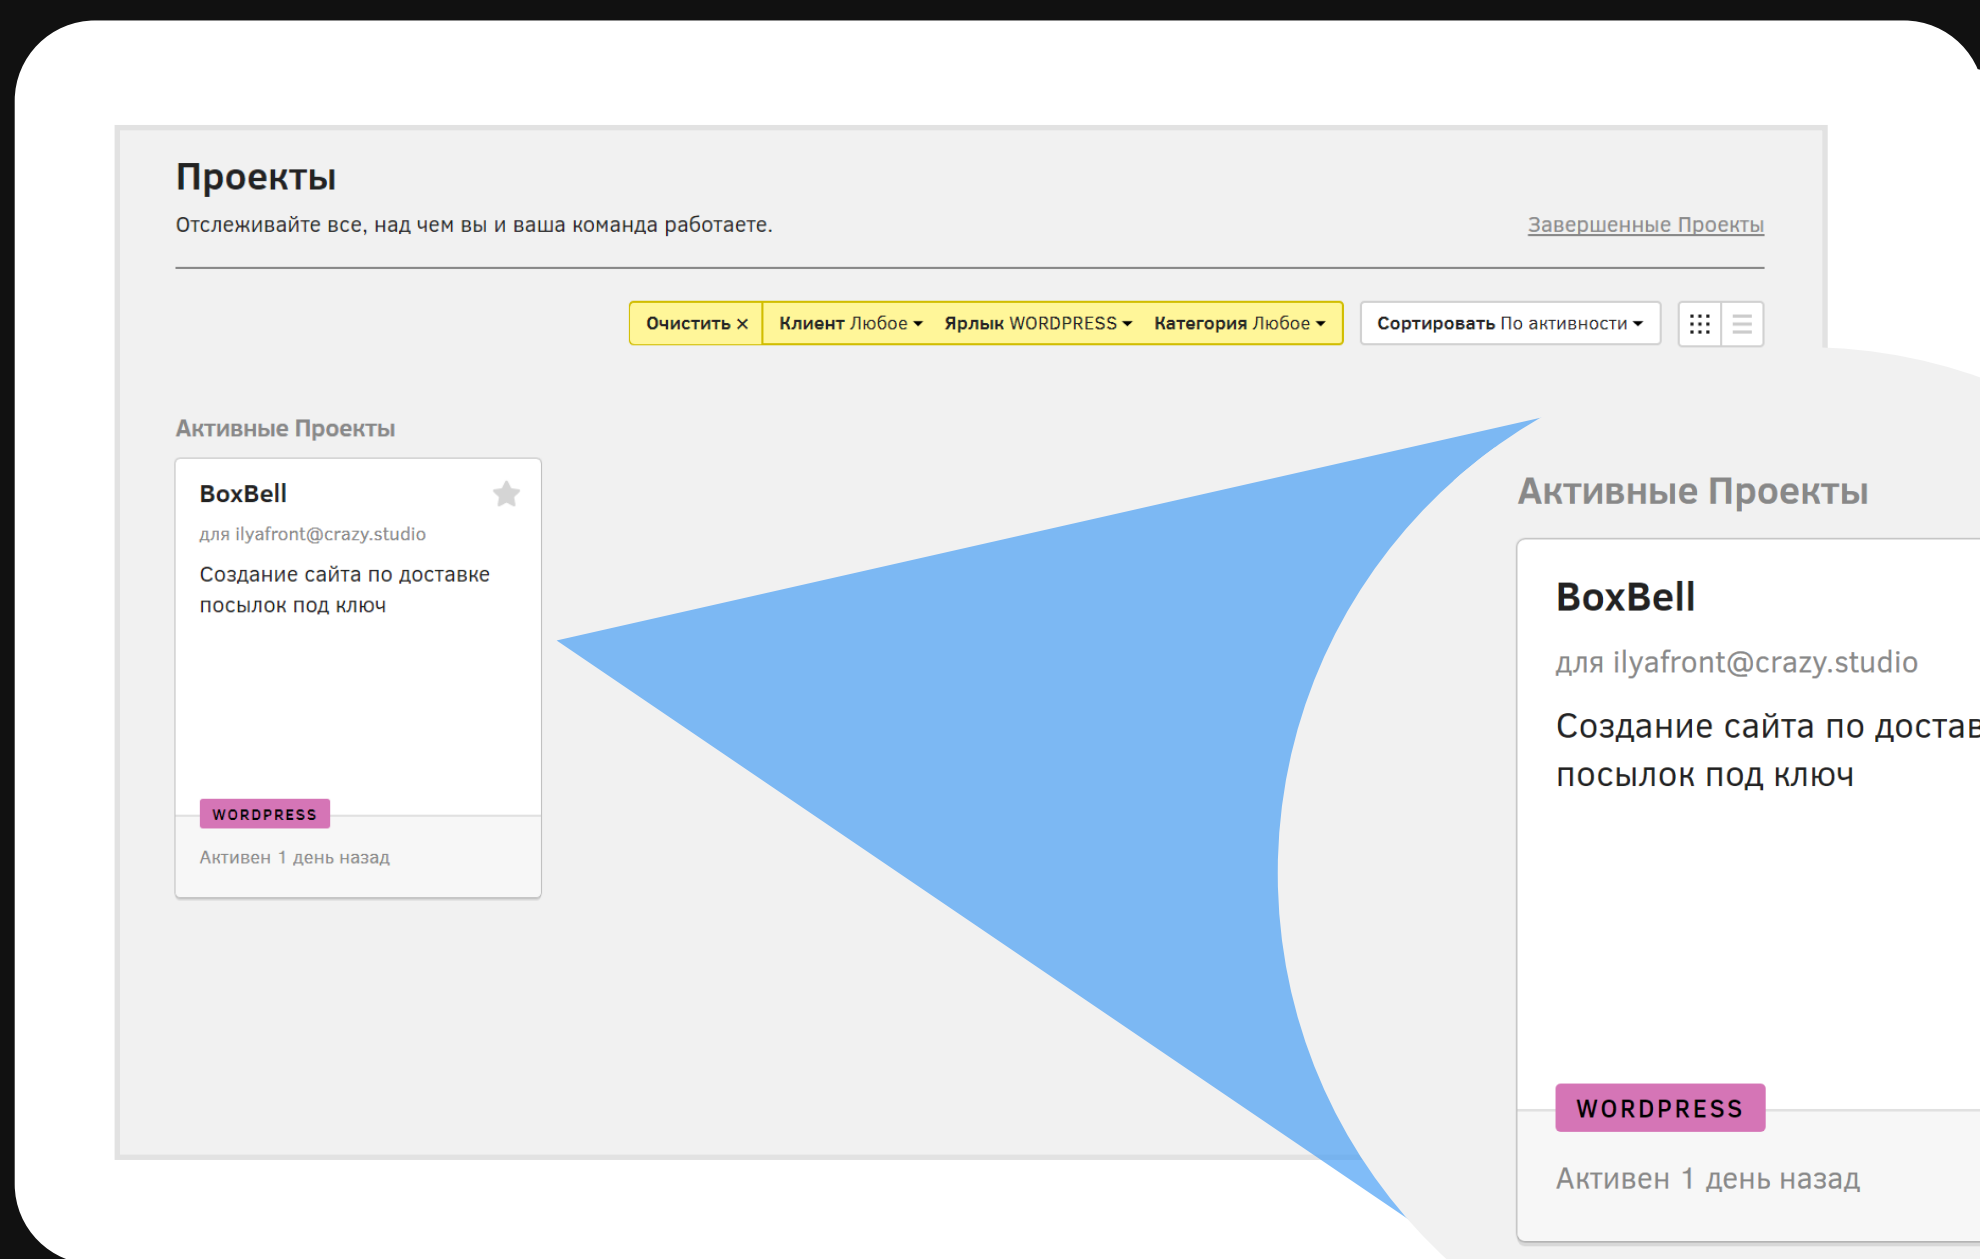 Проекты
Отслеживайте все, над чем вы и ваша команда работаете.
Завершенные Проекты
Очистить × Клиент Любое Ярлык WORDPRESS Категория Любое Сортировать По активности
Активные Проекты
BoxBell
для ilyafront@crazy.studio
Создание сайта по доставке
посылок под ключ
WORDPRESS
Активен 1 день назад
Активные Проекты
BoxBell
для ilyafront@crazy.studio
Создание сайта по достав
посылок под ключ
WORDPRESS
Активен 1 день назад